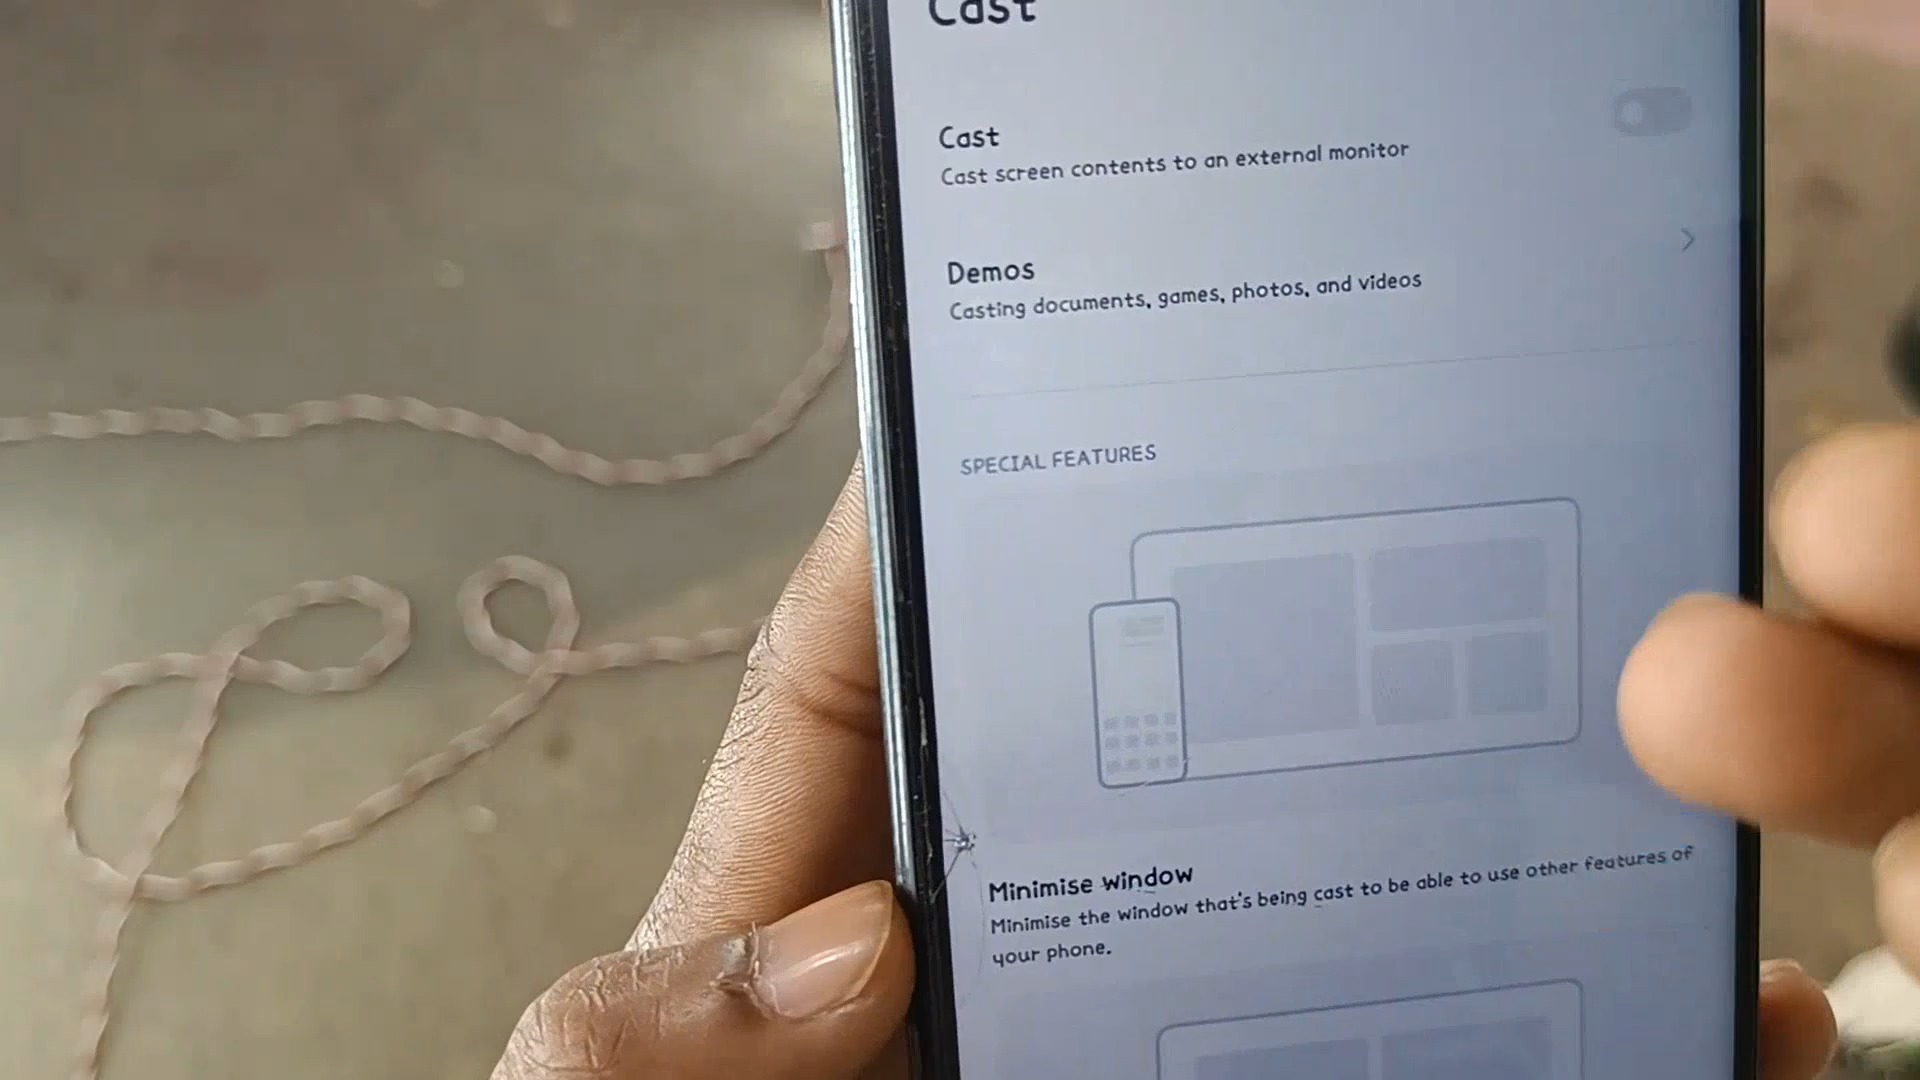 Cast
Cast
Cast screen contents to an external monitor
Demos
Casting documents, games, photos, and videos
SPECIAL FEATURES
Minimise window
Minimise the window that's being cast to be able to use other features of
your phone.